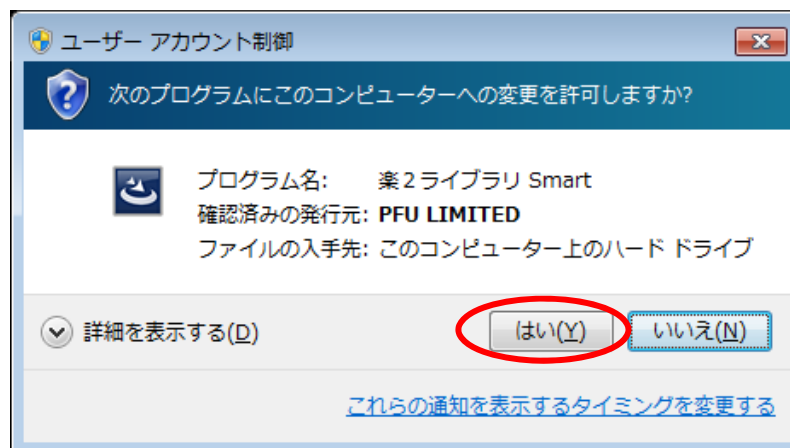 ユーザー アカウント制御
次のプログラムにこのコンピューターへの変更を許可しますか?
プログラム名: 楽２ライブラリ Smart
確認済みの発行元: PFU LIMITED
ファイルの入手先: このコンピューター上のハード ドライブ
詳細を表示する(D) はい(Y) いいえ(N)
これらの通知を表示するタイミングを変更する